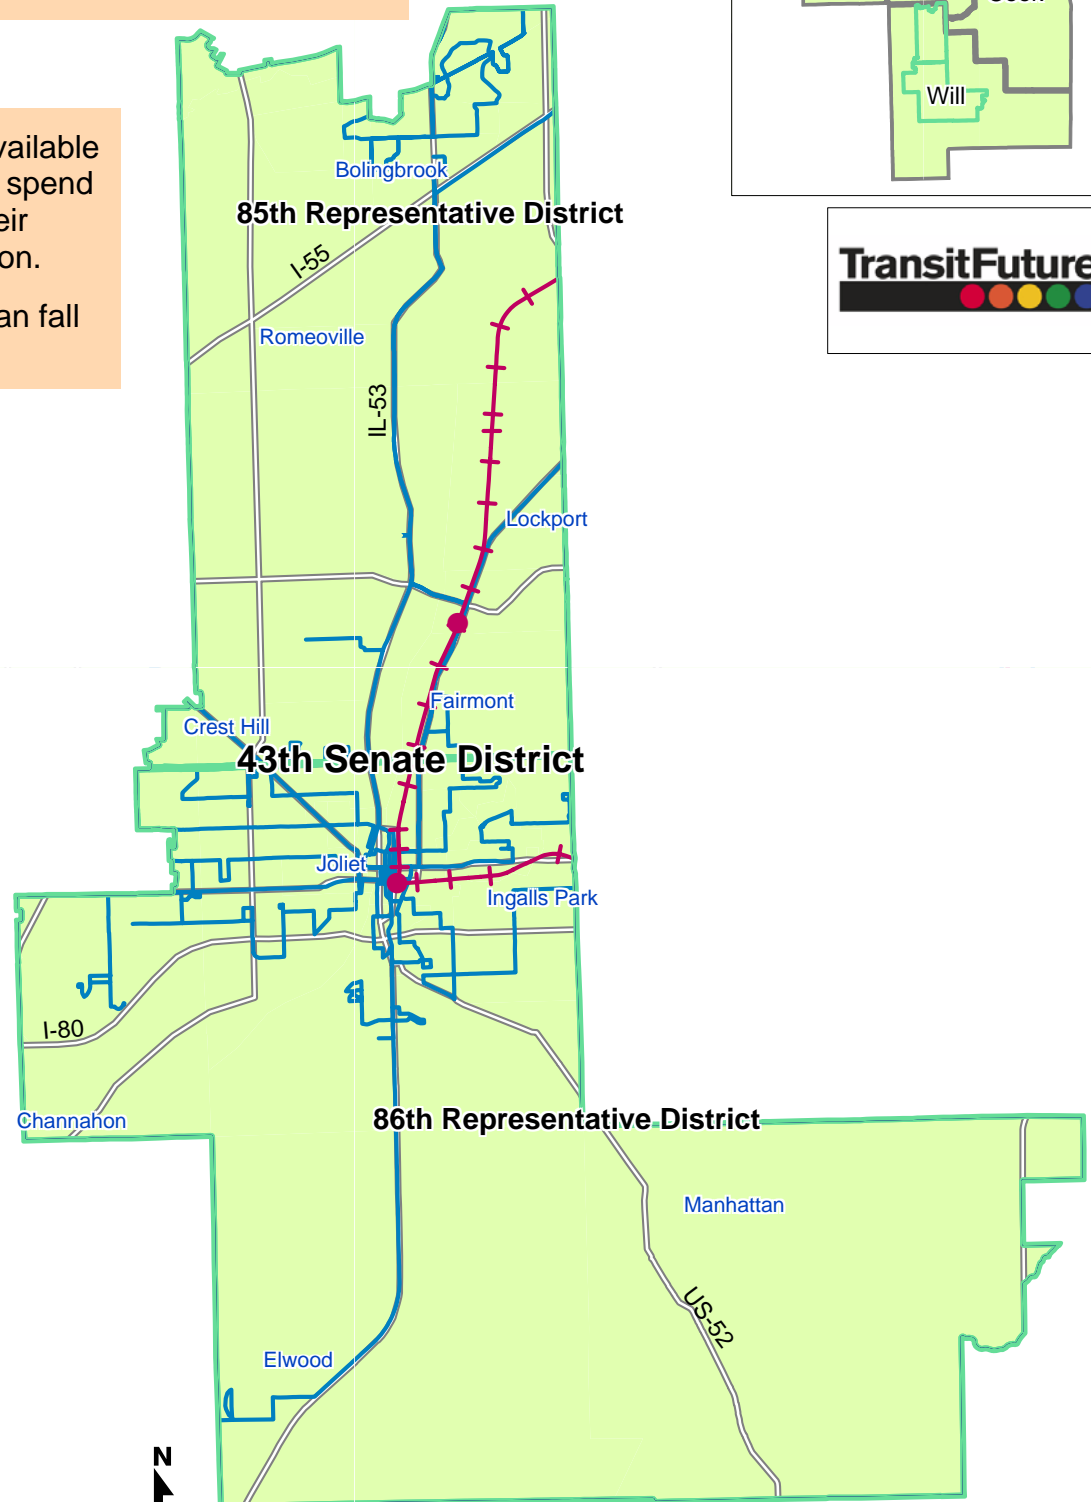 Will
vailable
spend
eir
on.
an fall
TransitFuture
Bolingbrook
85th Representative District
I-55
Romeoville
IL-53
Lockport
Fairmont
Crest Hill
43th Senate District
Joliet
Ingalls Park
I-80
Channahon
86th Representative District
Manhattan
US-52
Elwood
N